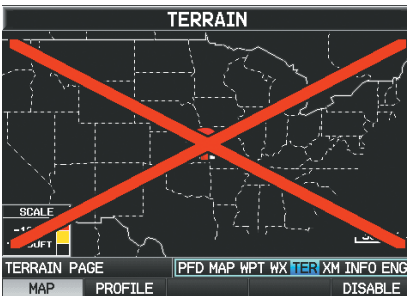 TERRAIN
SCALE
TERRAIN PAGE
PFD MAP WPT WX TER XM INFO ENG
MAP PROFILE DISABLE